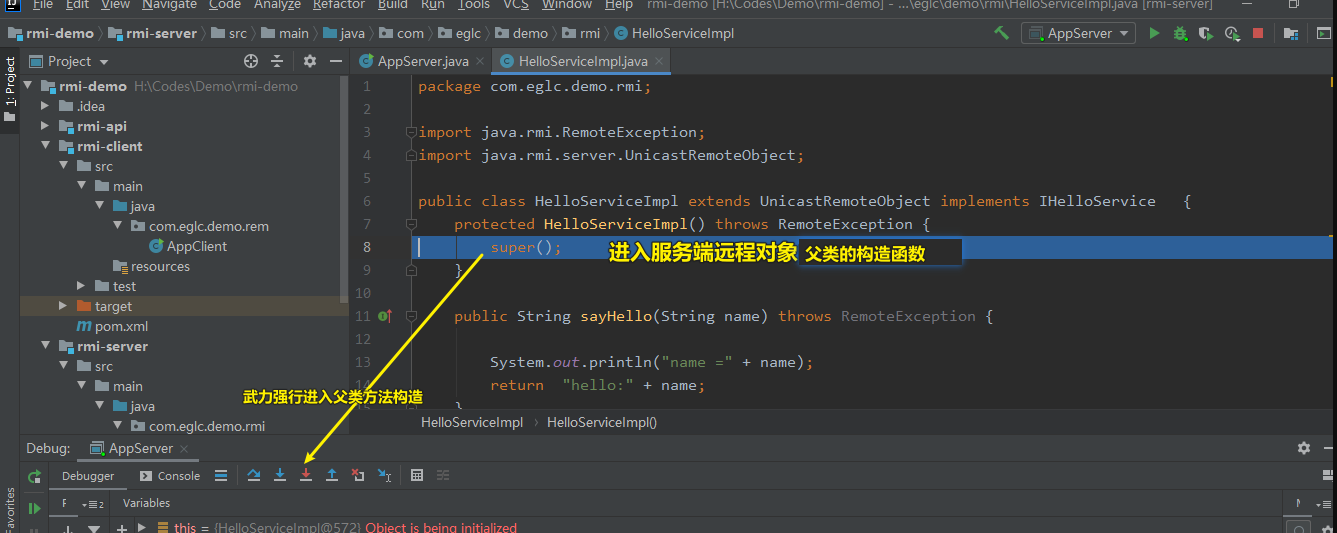 File Edit View Navigate Code Analyze Refactor Build Run Tools VCS Window Help rmi-demo [H:\Codes\Demo\rmi-demo] - ...\eglc\demo\rmi\HelloServiceImpl.java [rmi-server]
rmi-demo rmi-server src main java com eglc demo rmi HelloServiceImpl AppServer
1: Project
Project
AppServer.java
HelloServiceImpl.java
rmi-demo H:\Codes\Demo\rmi-demo
.idea
rmi-api
rmi-client
src
main
java
com.eglc.demo.rem
AppClient
resources
test
target
pom.xml
rmi-server
src
main
java
com.eglc.demo.rmi
1 package com.eglc.demo.rmi;
2
3 import java.rmi.RemoteException;
4 import java.rmi.server.UnicastRemoteObject;
5
6 public class HelloServiceImpl extends UnicastRemoteObject implements IHelloService {
7 protected HelloServiceImpl() throws RemoteException {
8 super(); 进入服务端远程对象 父类的构造函数
9 }
10
11 public String sayHello(String name) throws RemoteException {
12
13 System.out.println("name =" + name);
14 return "hello:" + name;
}
武力强行进入父类方法构造
HelloServiceImpl HelloServiceImpl()
Debug: AppServer
Debugger Console
Variables
this = {HelloServiceImpl@572} Object is being initialized